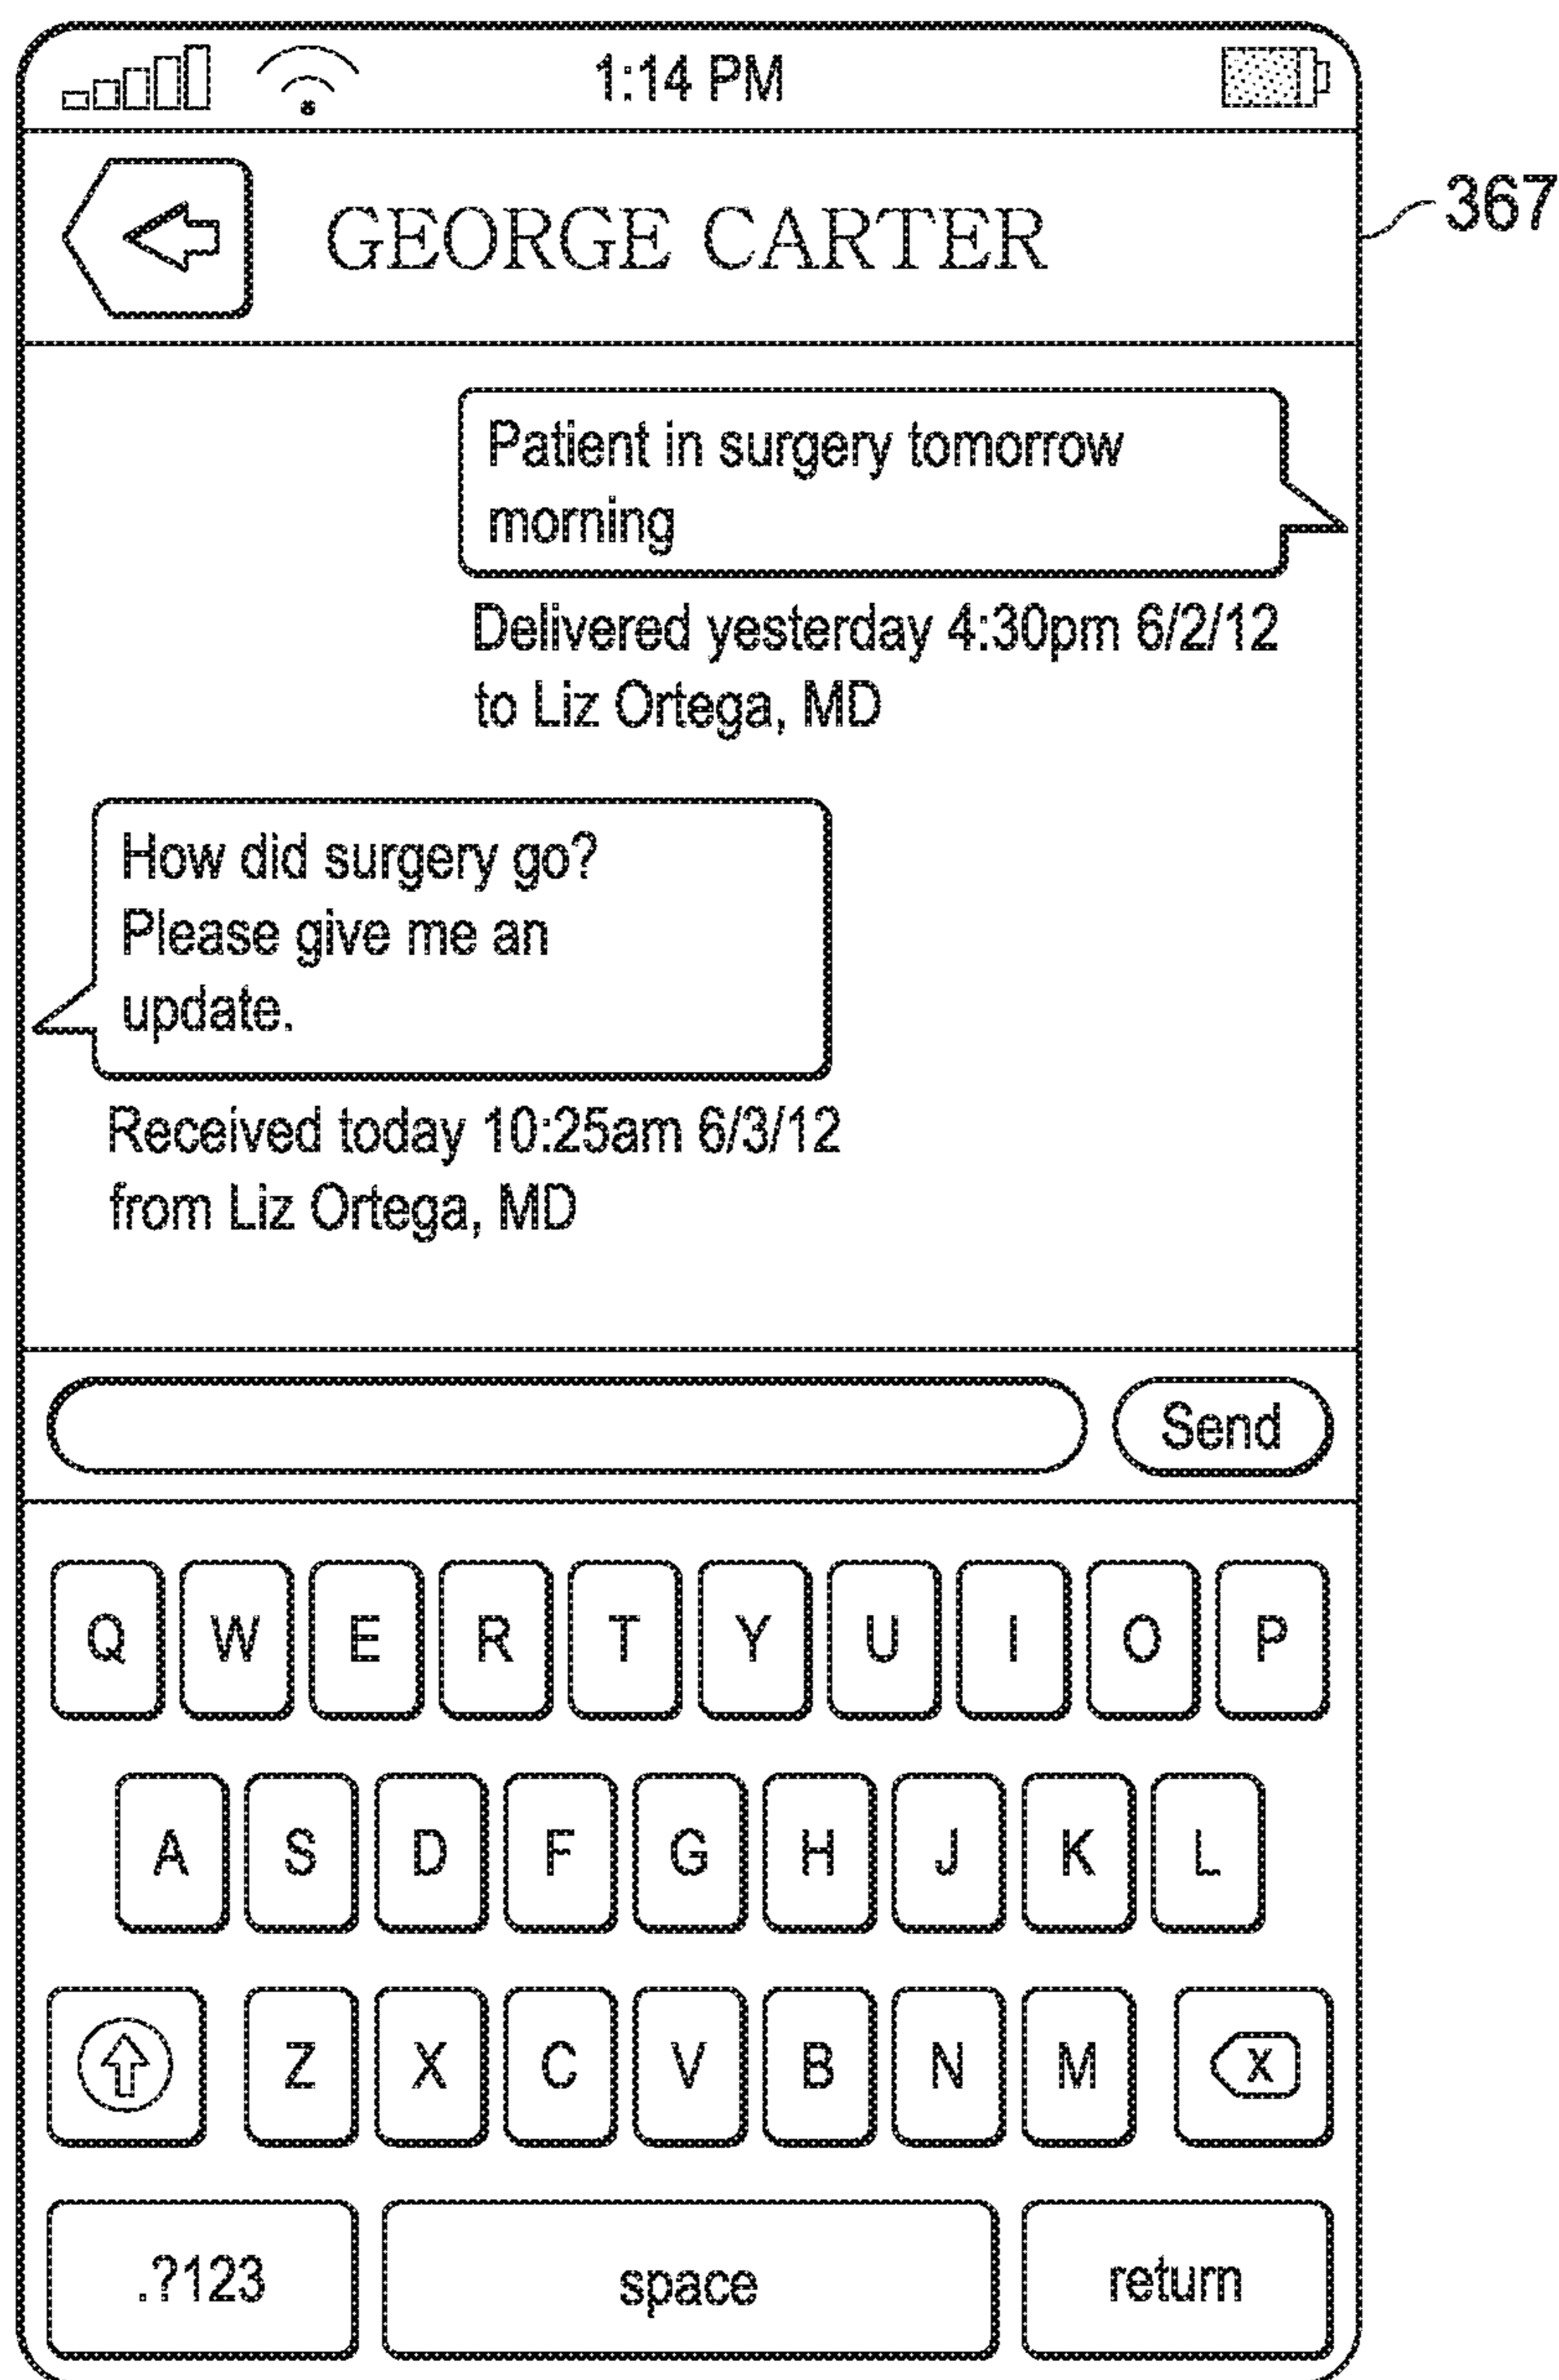 1:14 PM
GEORGE CARTER
367
Patient in surgery tomorrow
morning
Delivered yesterday 4:30pm 6/2/12
to Liz Ortega, MD
How did surgery go?
Please give me an
update.
Received today 10:25am 6/3/12
from Liz Ortega, MD
Send
Q W E R T Y U I O P
A S D F G H J K L
Z X C V B N M X
.?123 space return